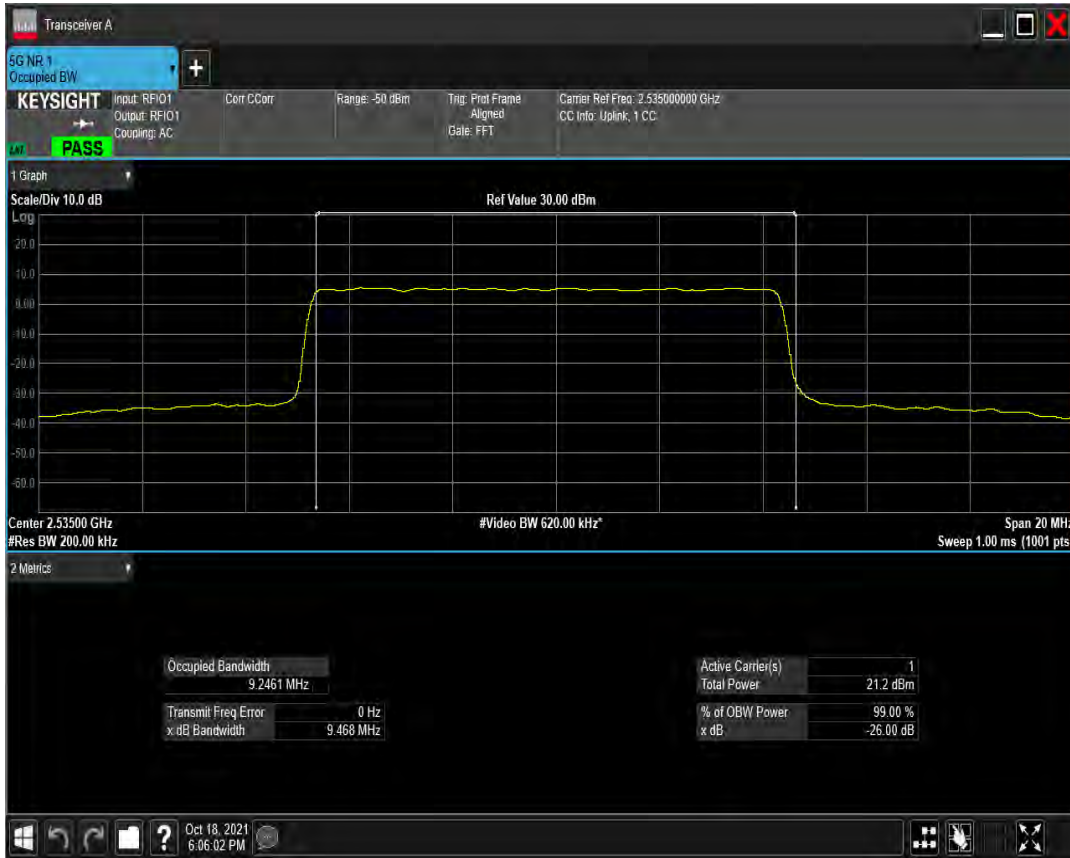 Transceiver A
5G NR 1
Occupied BW
+
KEYSIGHT
Input: RFIO1
Output: RFIO1
Coupling: AC
Corr CCorr
Range: -50 dBm
Trig: Prot Frame
Aligned
Gate: FFT
Carrier Ref Freq: 2.535000000 GHz
CC Info: Uplink, 1 CC
PASS
1 Graph
Scale/Div 10.0 dB
Ref Value 30.00 dBm
Log
20.0
10.0
0.00
-10.0
-20.0
-30.0
-40.0
-50.0
-60.0
Center 2.53500 GHz
#Video BW 620.00 kHz*
Span 20 MHz
#Res BW 200.00 kHz
Sweep 1.00 ms (1001 pts
2 Metrics
Occupied Bandwidth
9.2461 MHz
Transmit Freq Error 0 Hz
x dB Bandwidth 9.468 MHz
Active Carrier(s) 1
Total Power 21.2 dBm
% of OBW Power 99.00 %
x dB -26.00 dB
?
Oct 18, 2021
6:06:02 PM